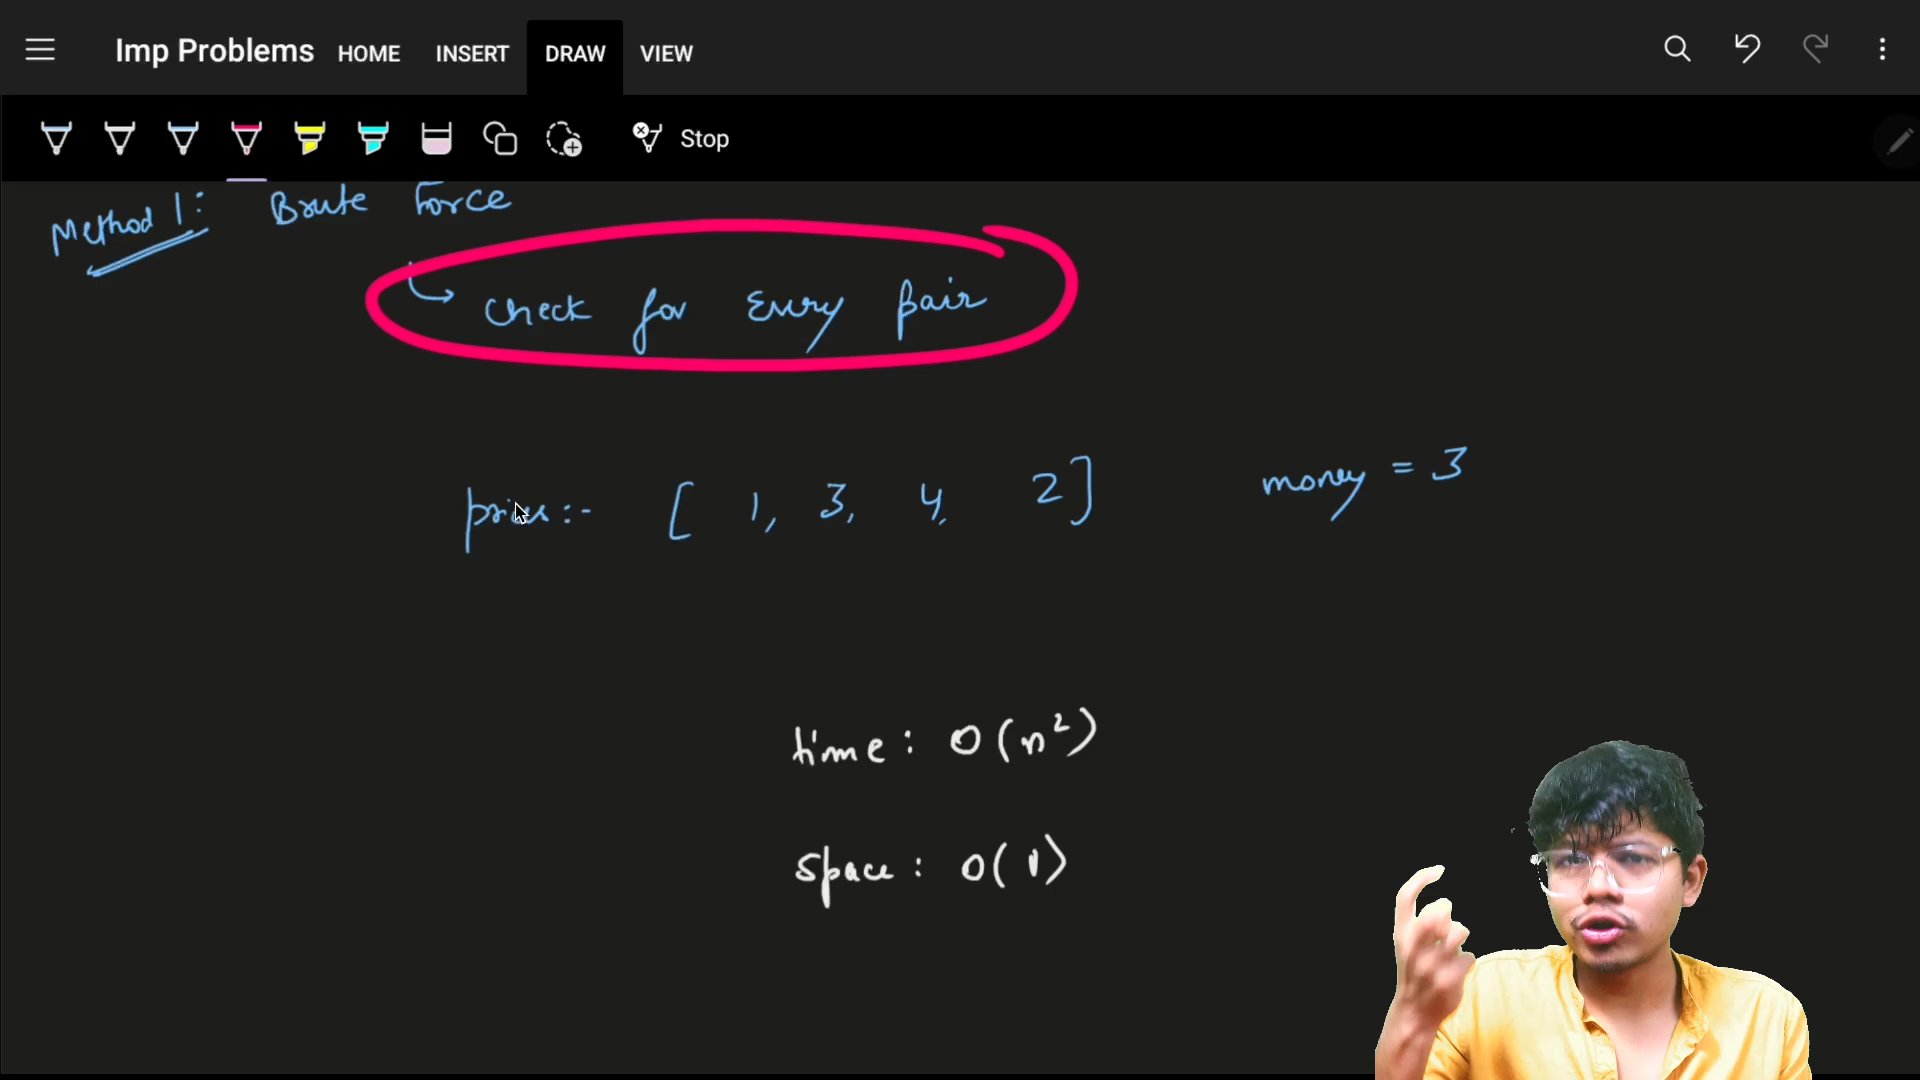 Imp Problems HOME INSERT DRAW VIEW
Stop
Method 1: Brute Force
Check for Every pair
prices :- [ 1, 3, 4, 2] money = 3
time : O(n²)
Space : O(1)